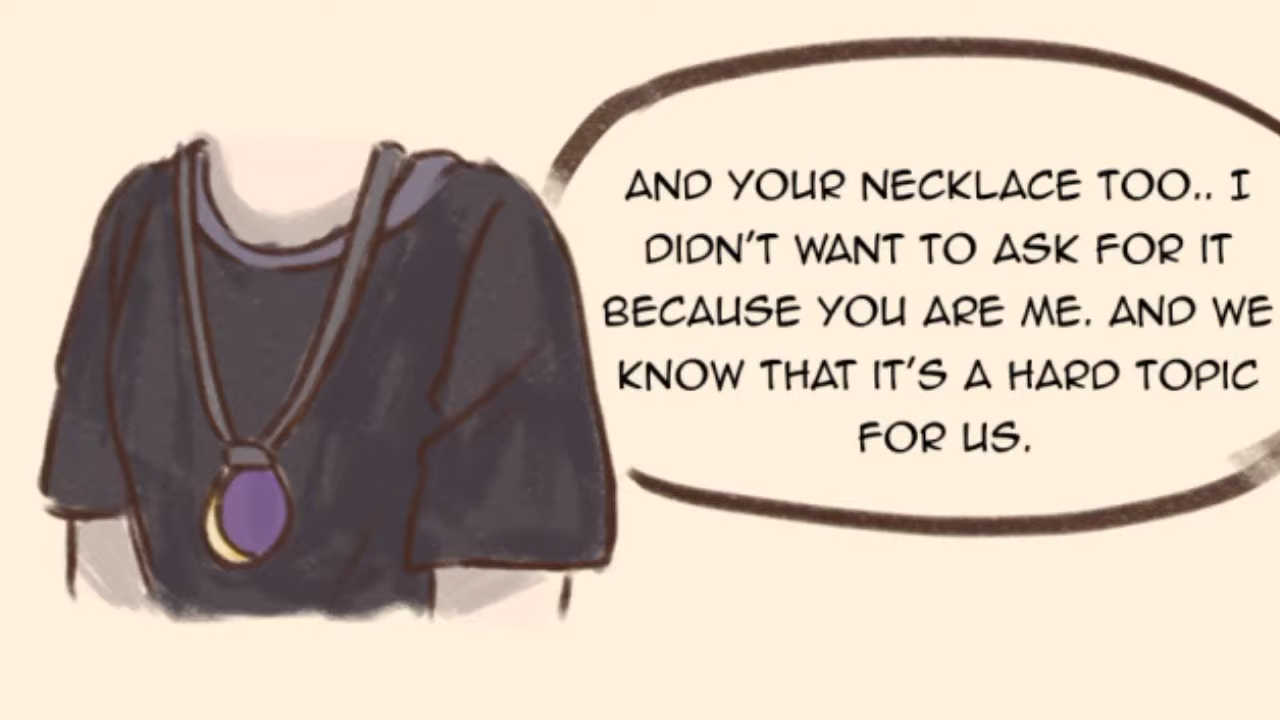 AND YOUR NECKLACE TOO.. I
DIDN'T WANT TO ASK FOR IT
BECAUSE YOU ARE ME. AND WE
KNOW THAT IT'S A HARD TOPIC
FOR US.